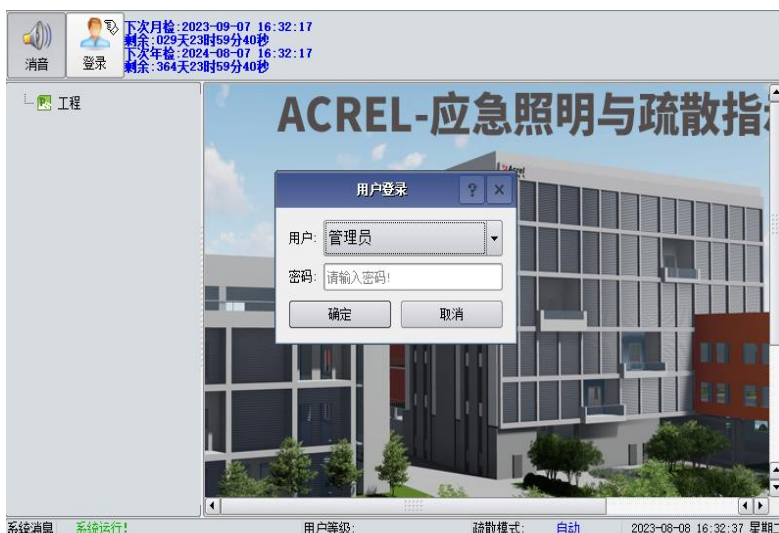 下次月检:2023-09-07 16:32:17
剩余:029天23时59分40秒
下次年检:2024-08-07 16:32:17
剩余:364天23时59分40秒
消音
登录
工程
ACREL-应急照明与疏散指
Acrel
用户登录
用户: 管理员
密码: 请输入密码!
确定 取消
系统消息 系统运行! 用户等级: 疏散模式: 自动 2023-08-08 16:32:37 星期二